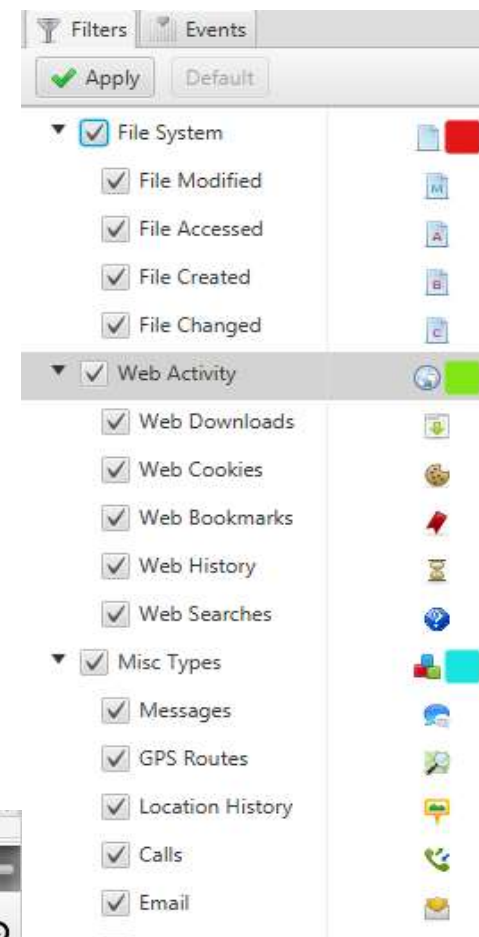 Filters Events
Apply Default
File System
File Modified
M
File Accessed
A
File Created
B
File Changed
C
Web Activity
Web Downloads
Web Cookies
Web Bookmarks
Web History
Web Searches
?
Misc Types
Messages
GPS Routes
Location History
Calls
Email